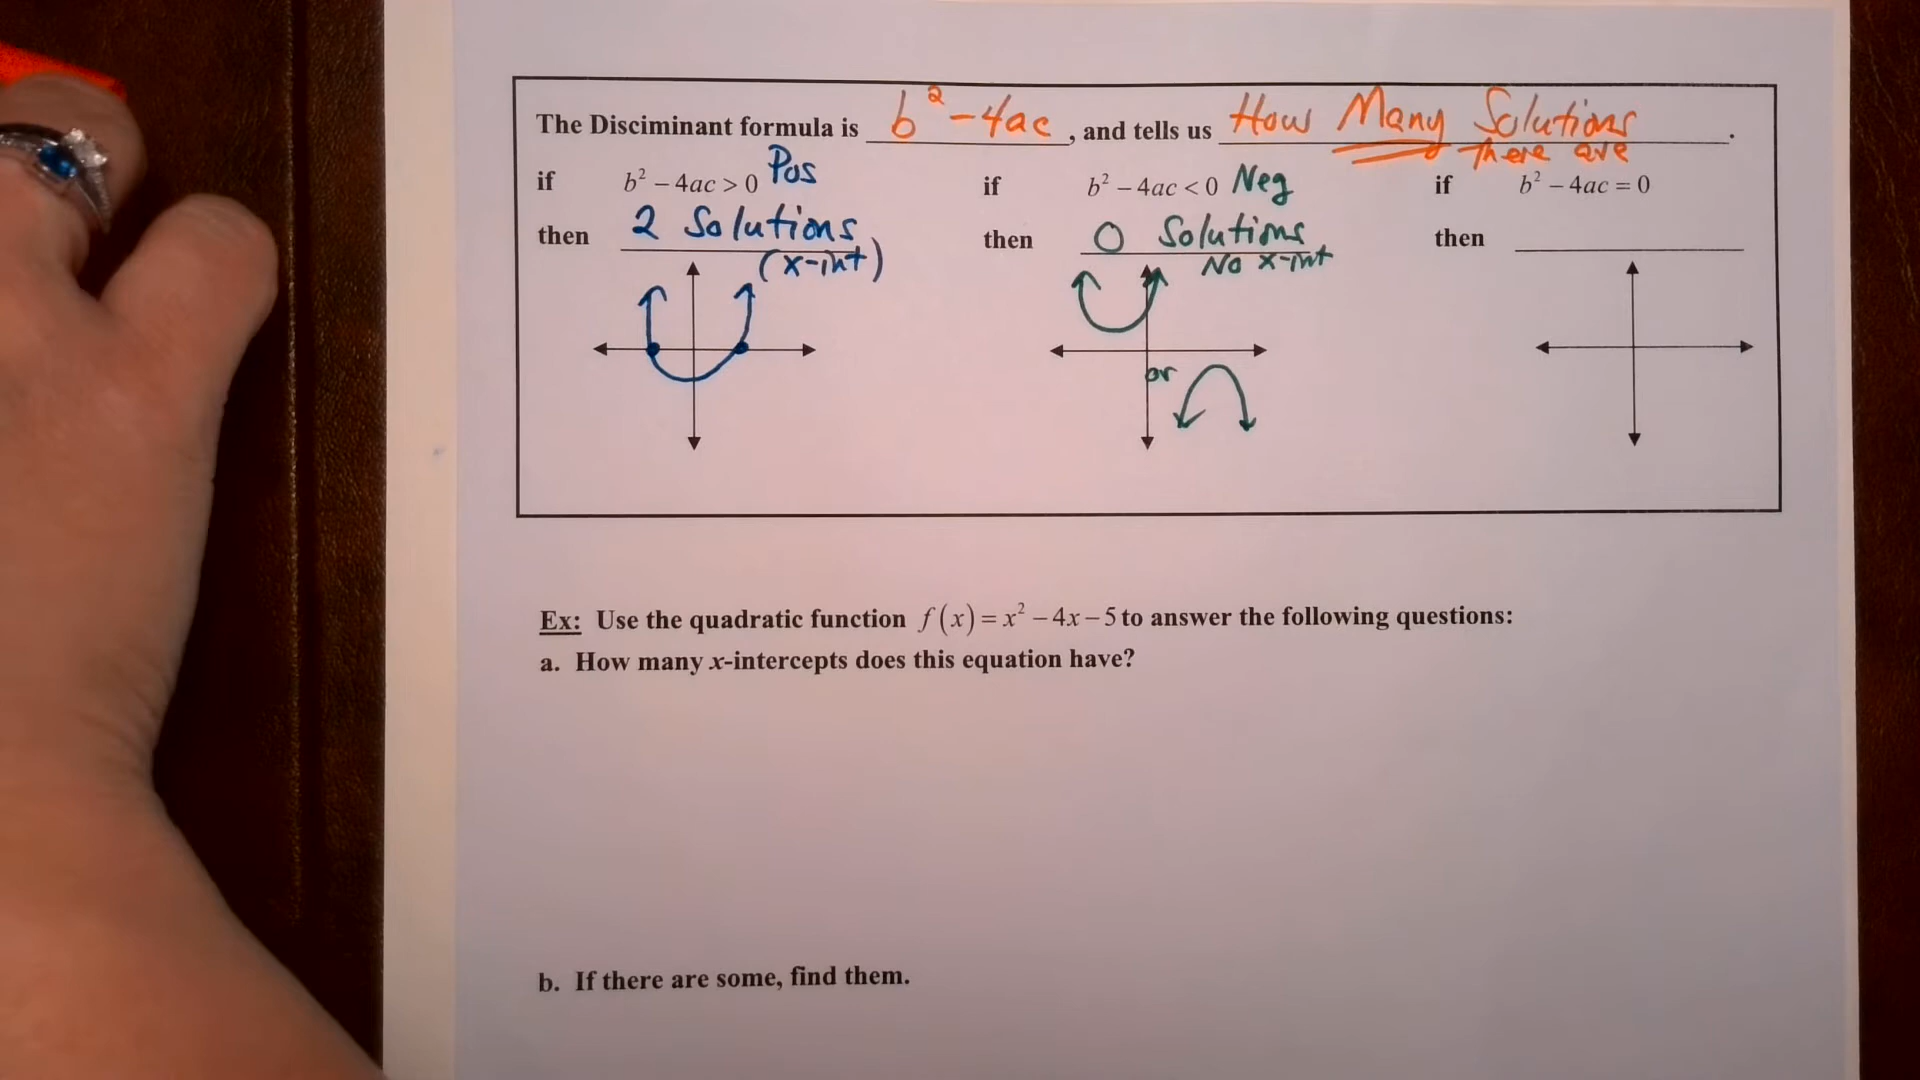 The Disciminant formula is b² - 4ac, and tells us How Many Solutions.
There are
if b² - 4ac > 0 Pos if b² - 4ac < 0 Neg if b² - 4ac = 0
then 2 Solutions then 0 Solutions then
(x-int) No x-int
or
Ex: Use the quadratic function f(x) = x² - 4x - 5 to answer the following questions:
a. How many x-intercepts does this equation have?
b. If there are some, find them.